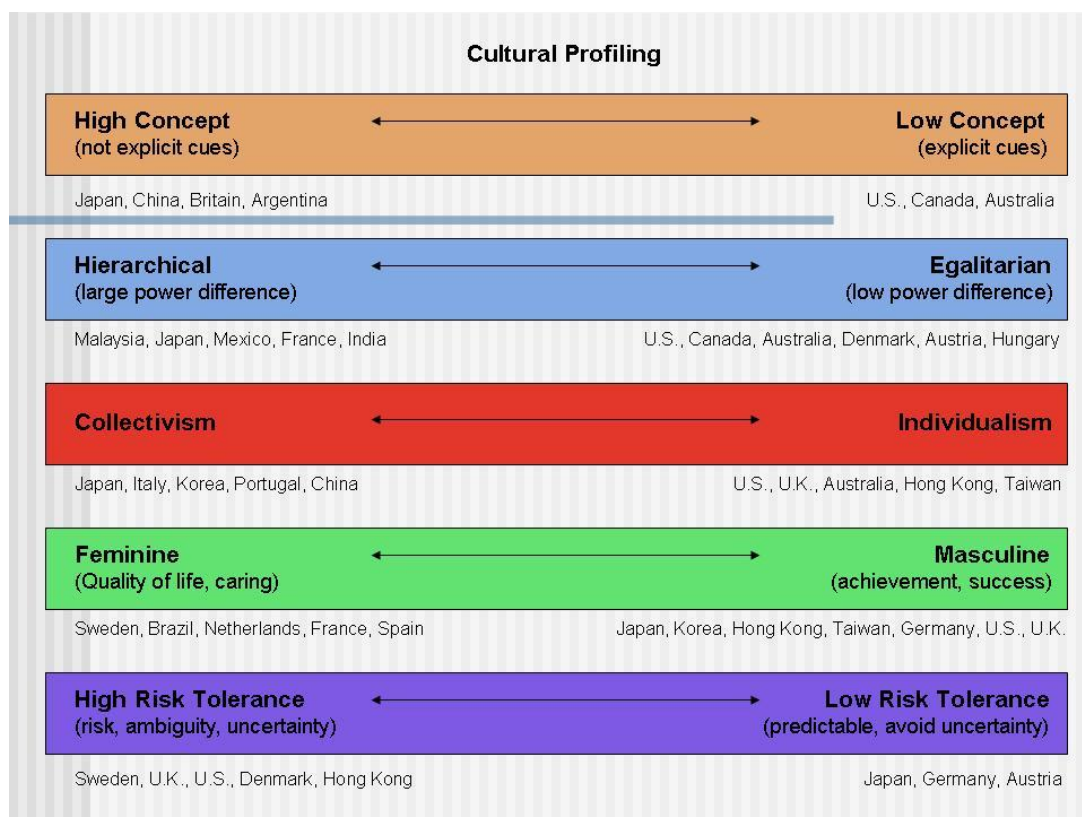 Cultural Profiling
High Concept
(not explicit cues)
Low Concept
(explicit cues)
Japan, China, Britain, Argentina
U.S., Canada, Australia
Hierarchical
(large power difference)
Egalitarian
(low power difference)
Malaysia, Japan, Mexico, France, India
U.S., Canada, Australia, Denmark, Austria, Hungary
Collectivism
Individualism
Japan, Italy, Korea, Portugal, China
U.S., U.K., Australia, Hong Kong, Taiwan
Feminine
(Quality of life, caring)
Masculine
(achievement, success)
Sweden, Brazil, Netherlands, France, Spain
Japan, Korea, Hong Kong, Taiwan, Germany, U.S., U.K.
High Risk Tolerance
(risk, ambiguity, uncertainty)
Low Risk Tolerance
(predictable, avoid uncertainty)
Sweden, U.K., U.S., Denmark, Hong Kong
Japan, Germany, Austria